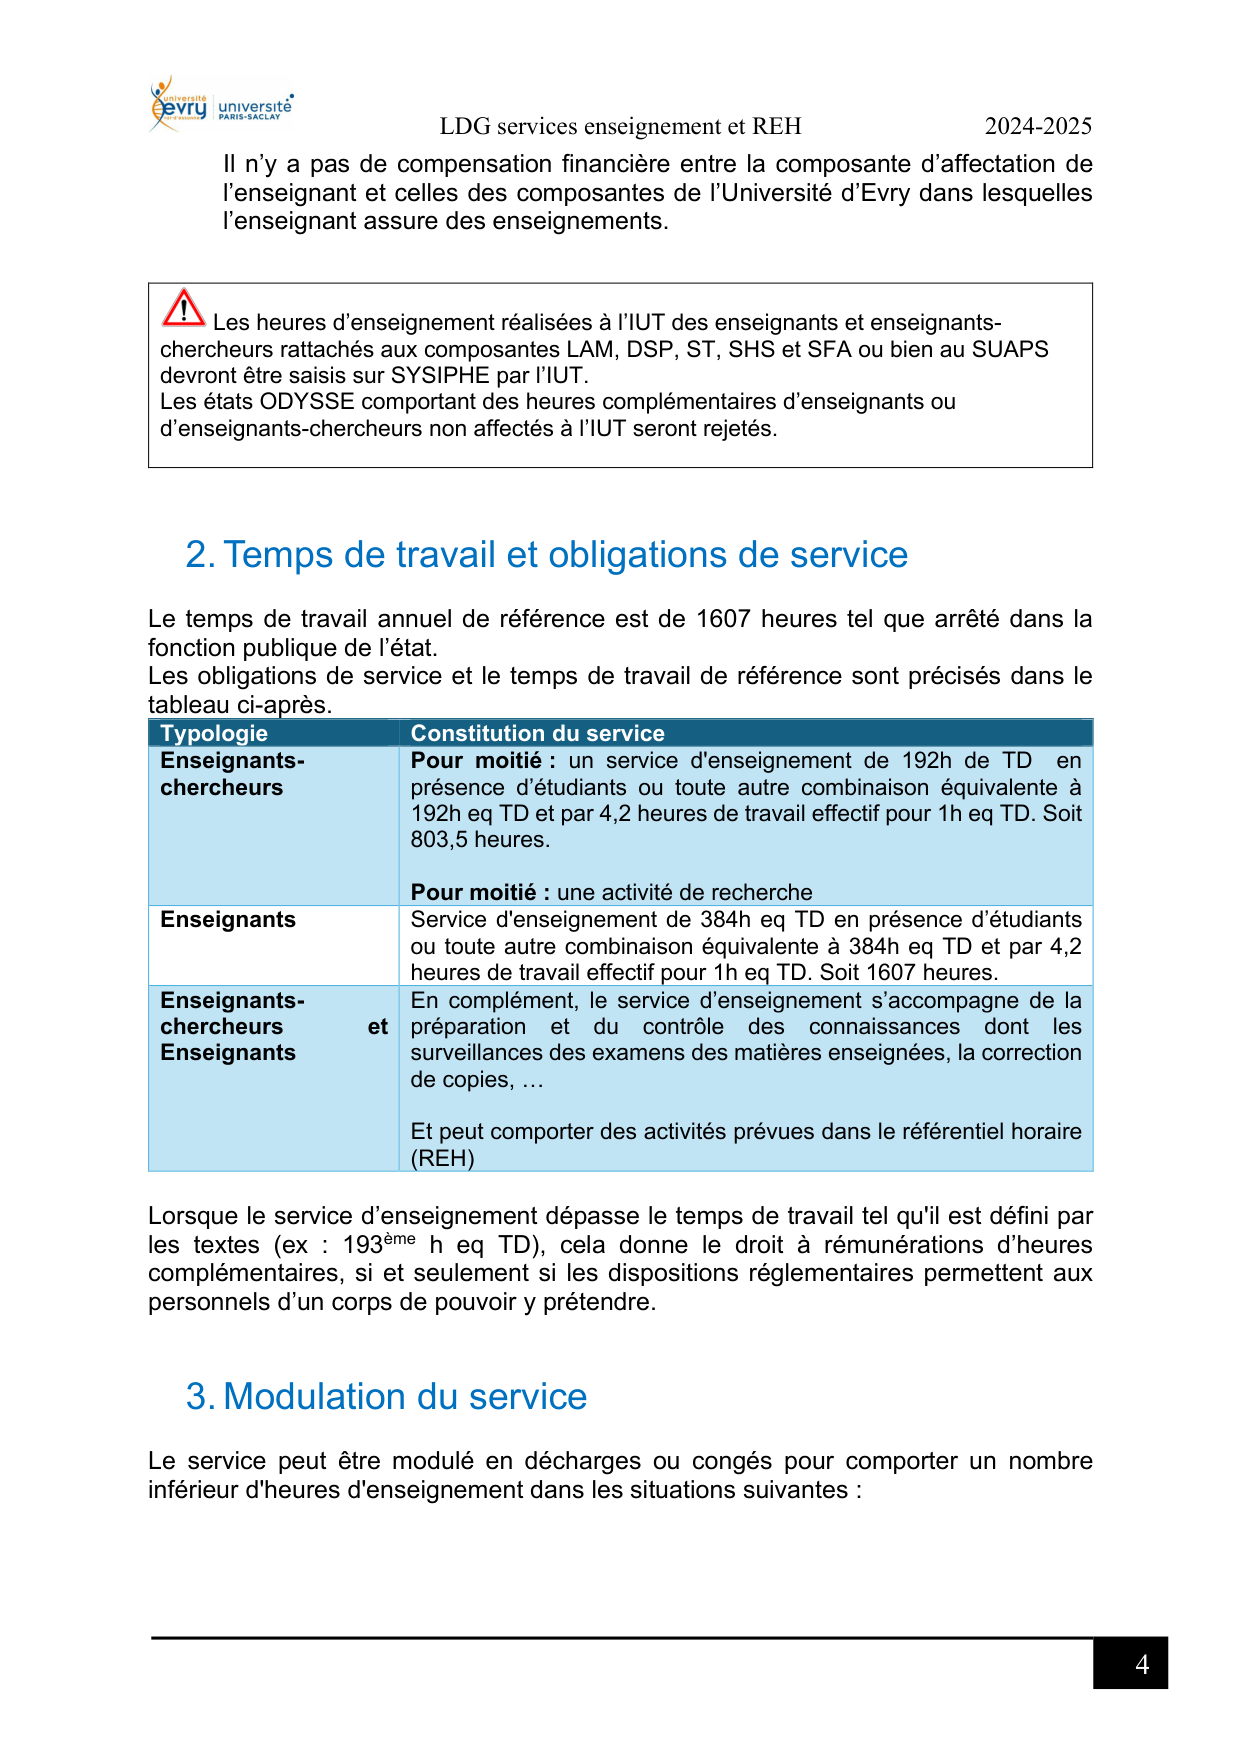 université
evry
université
PARIS-SACLAY
LDG services enseignement et REH 2024-2025
Il n’y a pas de compensation financière entre la composante d’affectation de
l’enseignant et celles des composantes de l’Université d’Evry dans lesquelles
l’enseignant assure des enseignements.
Les heures d’enseignement réalisées à l’IUT des enseignants et enseignants-
chercheurs rattachés aux composantes LAM, DSP, ST, SHS et SFA ou bien au SUAPS
devront être saisis sur SYSIPHE par l’IUT.
Les états ODYSSE comportant des heures complémentaires d’enseignants ou
d’enseignants-chercheurs non affectés à l’IUT seront rejetés.
2. Temps de travail et obligations de service
Le temps de travail annuel de référence est de 1607 heures tel que arrêté dans la
fonction publique de l’état.
Les obligations de service et le temps de travail de référence sont précisés dans le
tableau ci-après.
Typologie Constitution du service
Enseignants-
chercheurs
Pour moitié : un service d'enseignement de 192h de TD en
présence d’étudiants ou toute autre combinaison équivalente à
192h eq TD et par 4,2 heures de travail effectif pour 1h eq TD. Soit
803,5 heures.
Pour moitié : une activité de recherche
Enseignants
Service d'enseignement de 384h eq TD en présence d’étudiants
ou toute autre combinaison équivalente à 384h eq TD et par 4,2
heures de travail effectif pour 1h eq TD. Soit 1607 heures.
Enseignants-
chercheurs et
Enseignants
En complément, le service d’enseignement s’accompagne de la
préparation et du contrôle des connaissances dont les
surveillances des examens des matières enseignées, la correction
de copies, …
Et peut comporter des activités prévues dans le référentiel horaire
(REH)
Lorsque le service d’enseignement dépasse le temps de travail tel qu'il est défini par
les textes (ex : 193ème h eq TD), cela donne le droit à rémunérations d’heures
complémentaires, si et seulement si les dispositions réglementaires permettent aux
personnels d’un corps de pouvoir y prétendre.
3. Modulation du service
Le service peut être modulé en décharges ou congés pour comporter un nombre
inférieur d'heures d'enseignement dans les situations suivantes :
4